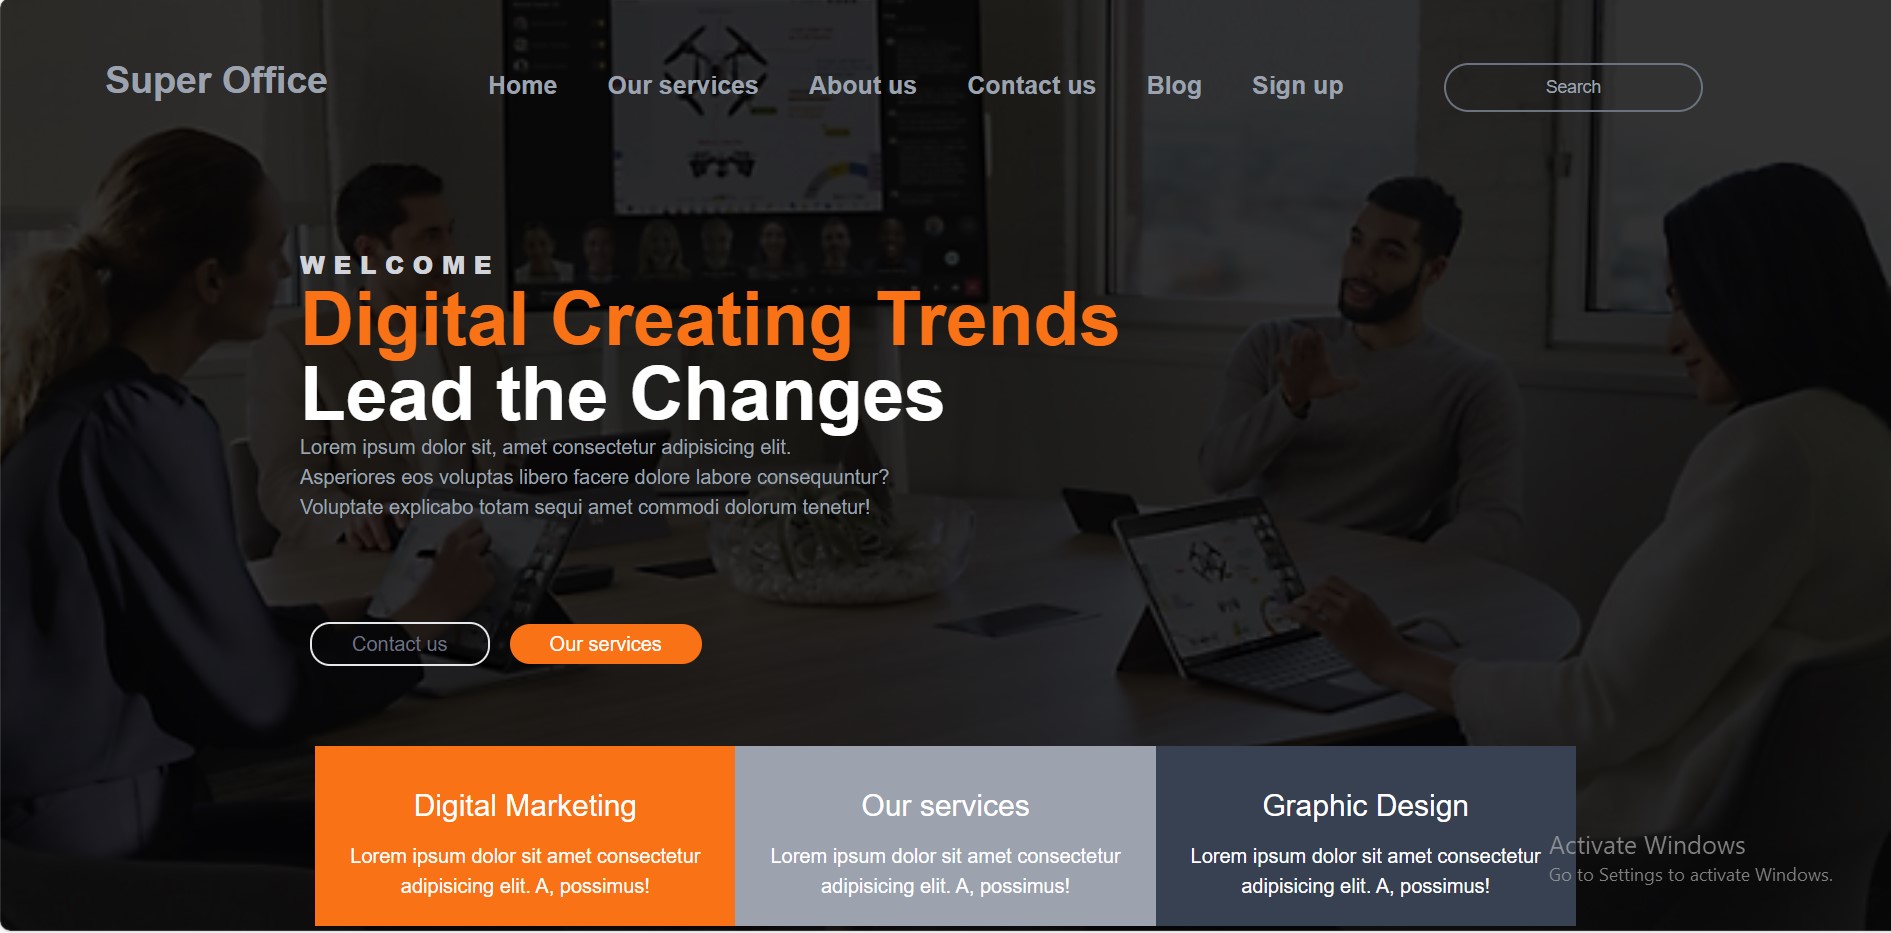 Super Office
Home Our services About us Contact us Blog Sign up Search
WELCOME
Digital Creating Trends
Lead the Changes
Lorem ipsum dolor sit, amet consectetur adipisicing elit.
Asperiores eos voluptas libero facere dolore labore consequuntur?
Voluptate explicabo totam sequi amet commodi dolorum tenetur!
Contact us Our services
Digital Marketing
Lorem ipsum dolor sit amet consectetur
adipisicing elit. A, possimus!
Our services
Lorem ipsum dolor sit amet consectetur
adipisicing elit. A, possimus!
Graphic Design
Lorem ipsum dolor sit amet consectetur
adipisicing elit. A, possimus!
Activate Windows
Go to Settings to activate Windows.